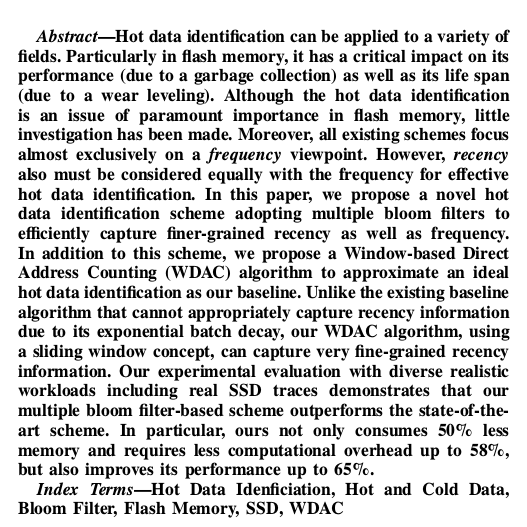 Abstract—Hot data identification can be applied to a variety of
fields. Particularly in flash memory, it has a critical impact on its
performance (due to a garbage collection) as well as its life span
(due to a wear leveling). Although the hot data identification
is an issue of paramount importance in flash memory, little
investigation has been made. Moreover, all existing schemes focus
almost exclusively on a frequency viewpoint. However, recency
also must be considered equally with the frequency for effective
hot data identification. In this paper, we propose a novel hot
data identification scheme adopting multiple bloom filters to
efficiently capture finer-grained recency as well as frequency.
In addition to this scheme, we propose a Window-based Direct
Address Counting (WDAC) algorithm to approximate an ideal
hot data identification as our baseline. Unlike the existing baseline
algorithm that cannot appropriately capture recency information
due to its exponential batch decay, our WDAC algorithm, using
a sliding window concept, can capture very fine-grained recency
information. Our experimental evaluation with diverse realistic
workloads including real SSD traces demonstrates that our
multiple bloom filter-based scheme outperforms the state-of-the-
art scheme. In particular, ours not only consumes 50% less
memory and requires less computational overhead up to 58%,
but also improves its performance up to 65%.
Index Terms—Hot Data Idenficiation, Hot and Cold Data,
Bloom Filter, Flash Memory, SSD, WDAC